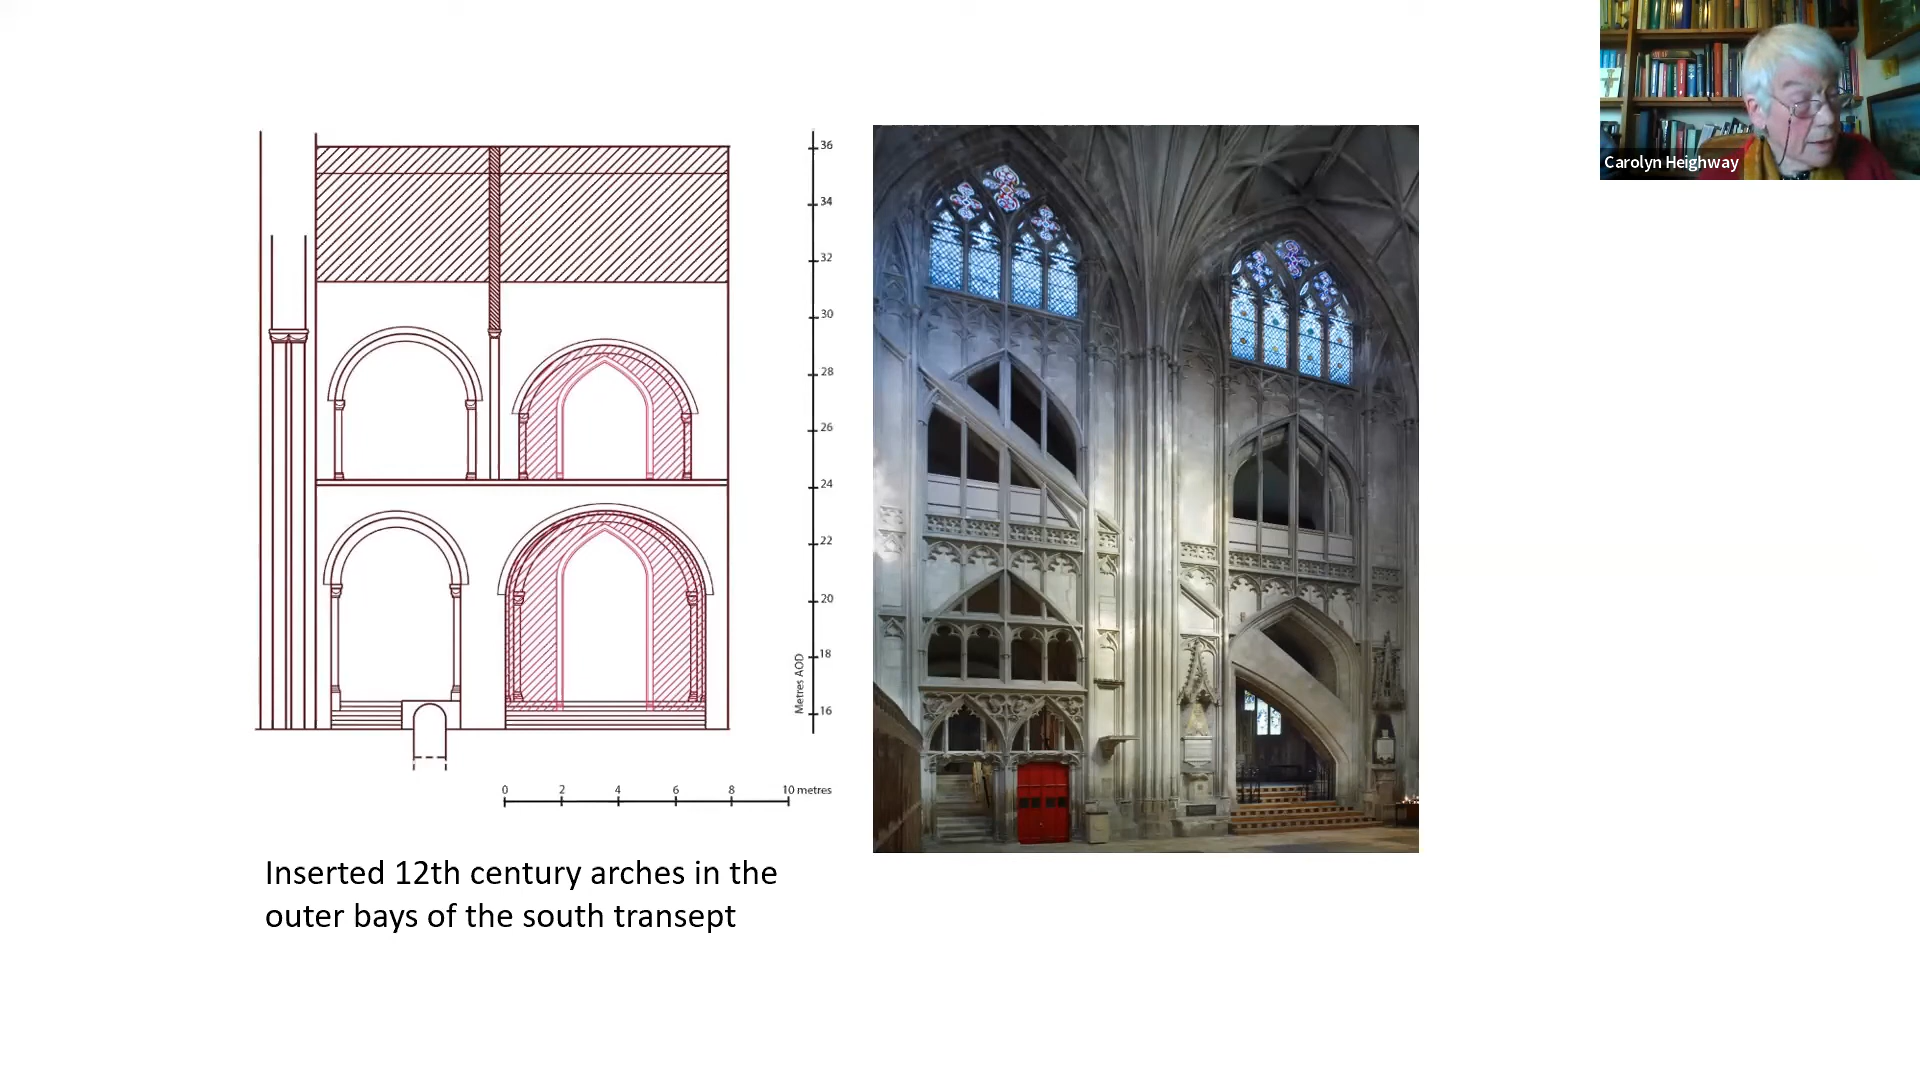 Carolyn Heighway
36
34
32
30
28
26
24
22
20
18
16
Metres AOD
0 2 4 6 8 10 metres
Inserted 12th century arches in the
outer bays of the south transept